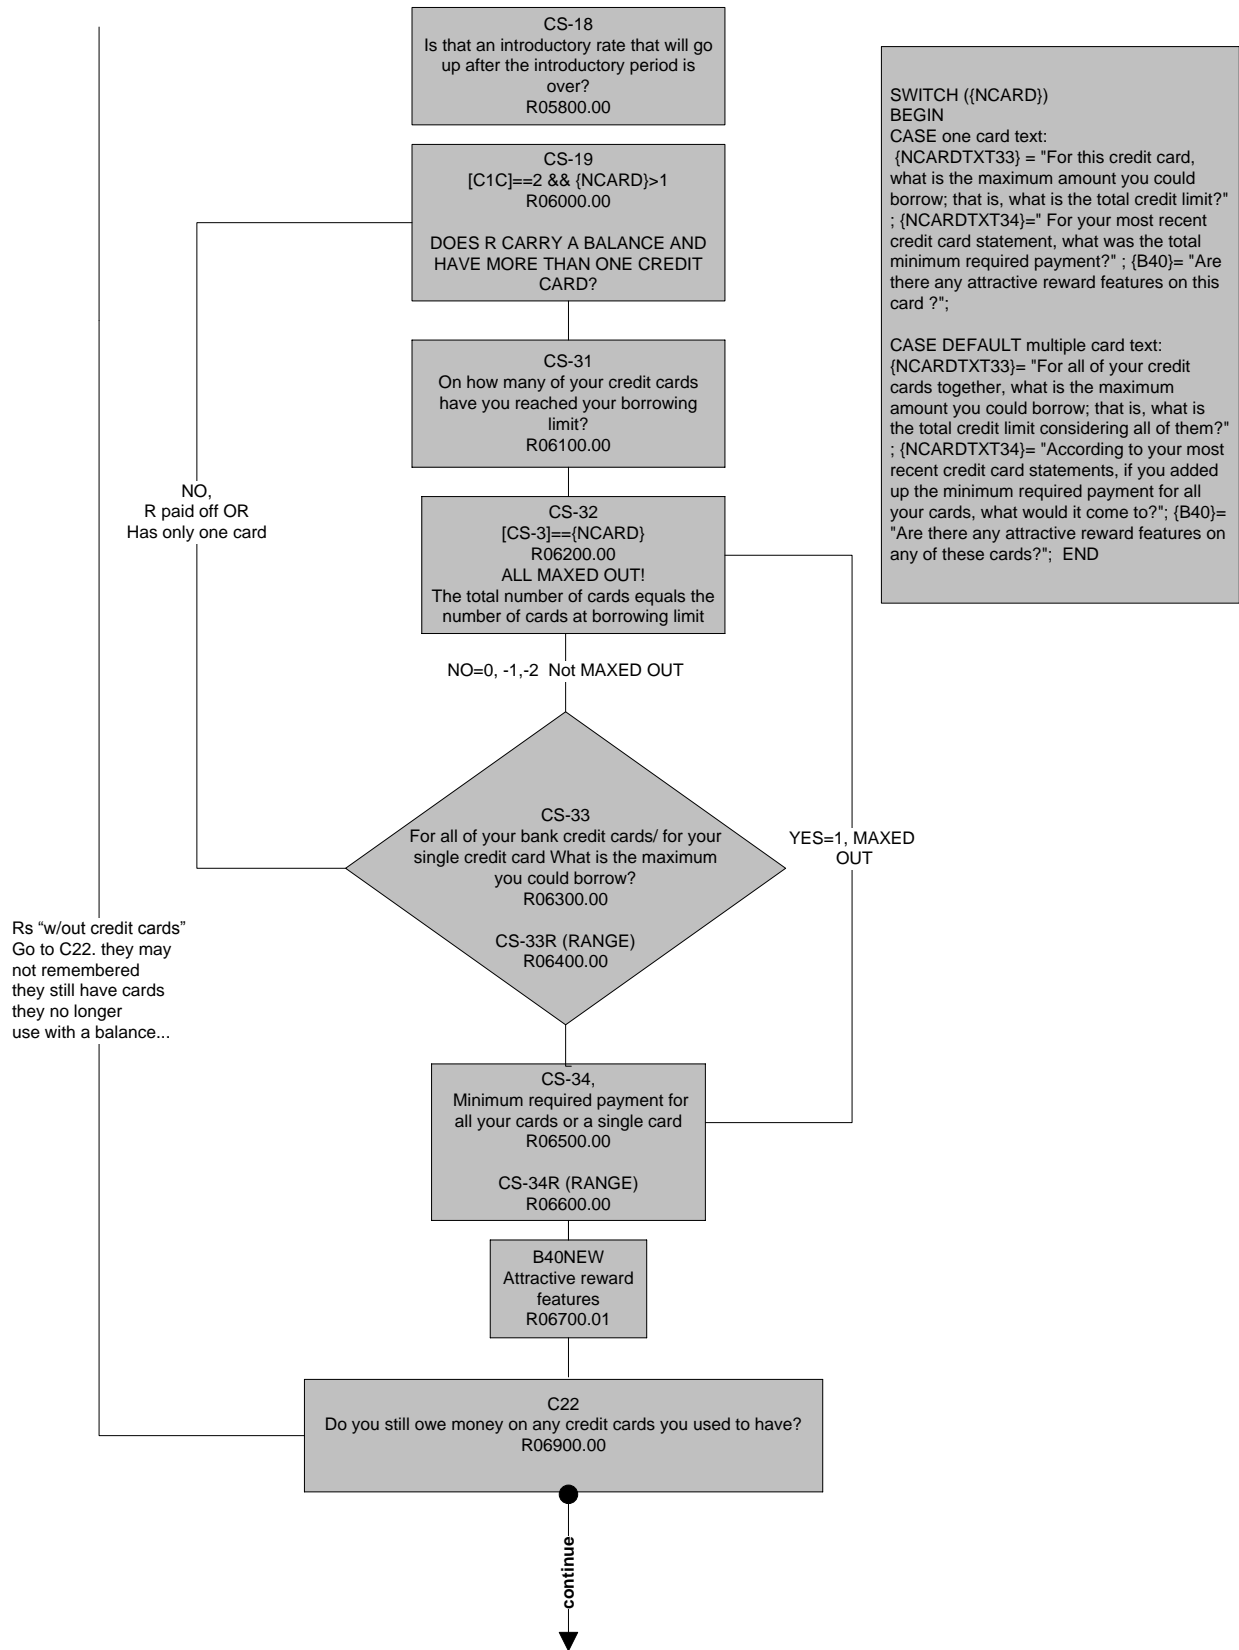 CS-18
Is that an introductory rate that will go
up after the introductory period is
over?
R05800.00
CS-19
[C1C]==2 && {NCARD}>1
R06000.00
DOES R CARRY A BALANCE AND
HAVE MORE THAN ONE CREDIT
CARD?
CS-31
On how many of your credit cards
have you reached your borrowing
limit?
R06100.00
NO,
R paid off OR
Has only one card
CS-32
[CS-3]=={NCARD}
R06200.00
ALL MAXED OUT!
The total number of cards equals the
number of cards at borrowing limit
NO=0, -1,-2  Not MAXED OUT
CS-33
For all of your bank credit cards/ for your
single credit card What is the maximum
you could borrow?
R06300.00
CS-33R (RANGE)
R06400.00
YES=1, MAXED
OUT
Rs “w/out credit cards”
Go to C22. they may
not remembered
they still have cards
they no longer
use with a balance...
CS-34,
Minimum required payment for
all your cards or a single card
R06500.00
CS-34R (RANGE)
R06600.00
B40NEW
Attractive reward
features
R06700.01
C22
Do you still owe money on any credit cards you used to have?
R06900.00
continue
SWITCH ({NCARD})
BEGIN
CASE one card text:
{NCARDTXT33} = "For this credit card,
what is the maximum amount you could
borrow; that is, what is the total credit limit?"
; {NCARDTXT34}=" For your most recent
credit card statement, what was the total
minimum required payment?" ; {B40}= "Are
there any attractive reward features on this
card ?";
CASE DEFAULT multiple card text:
{NCARDTXT33}= "For all of your credit
cards together, what is the maximum
amount you could borrow; that is, what is
the total credit limit considering all of them?"
; {NCARDTXT34}= "According to your most
recent credit card statements, if you added
up the minimum required payment for all
your cards, what would it come to?"; {B40}=
"Are there any attractive reward features on
any of these cards?";  END